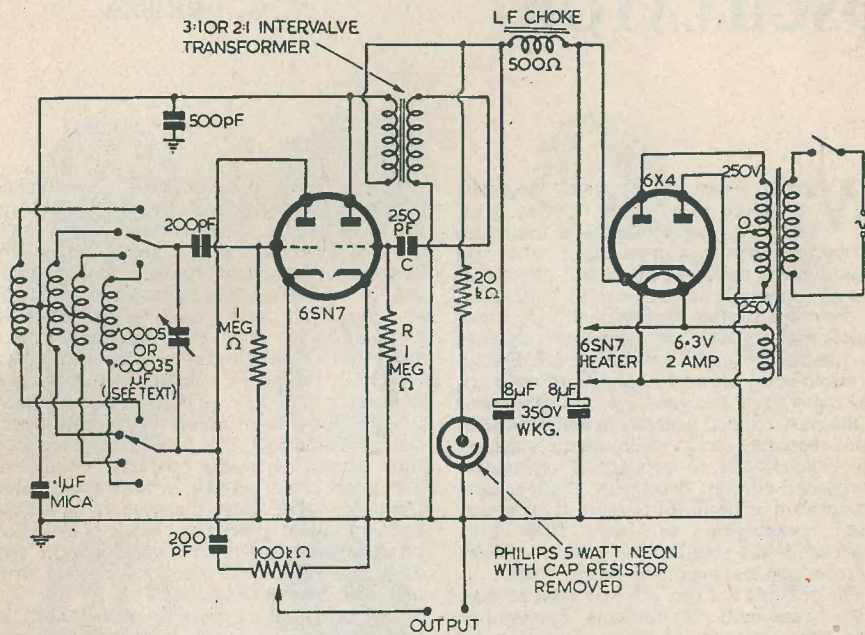 3:1 OR 2:1 INTERVALVE
TRANSFORMER
L F CHOKE
500Ω
500pF
200pF
250
pF
C
6X4
250V
0
250V
6SN7
1
MEG
Ω
R
1
MEG
Ω
20
kΩ
.0005
OR
.00035
μF
(SEE TEXT)
6SN7
HEATER
6·3V
2 AMP
8μF
8μF
350V
WKG.
.1μF
MICA
200
pF
100kΩ
PHILIPS 5 WATT NEON
WITH CAP RESISTOR
REMOVED
OUTPUT